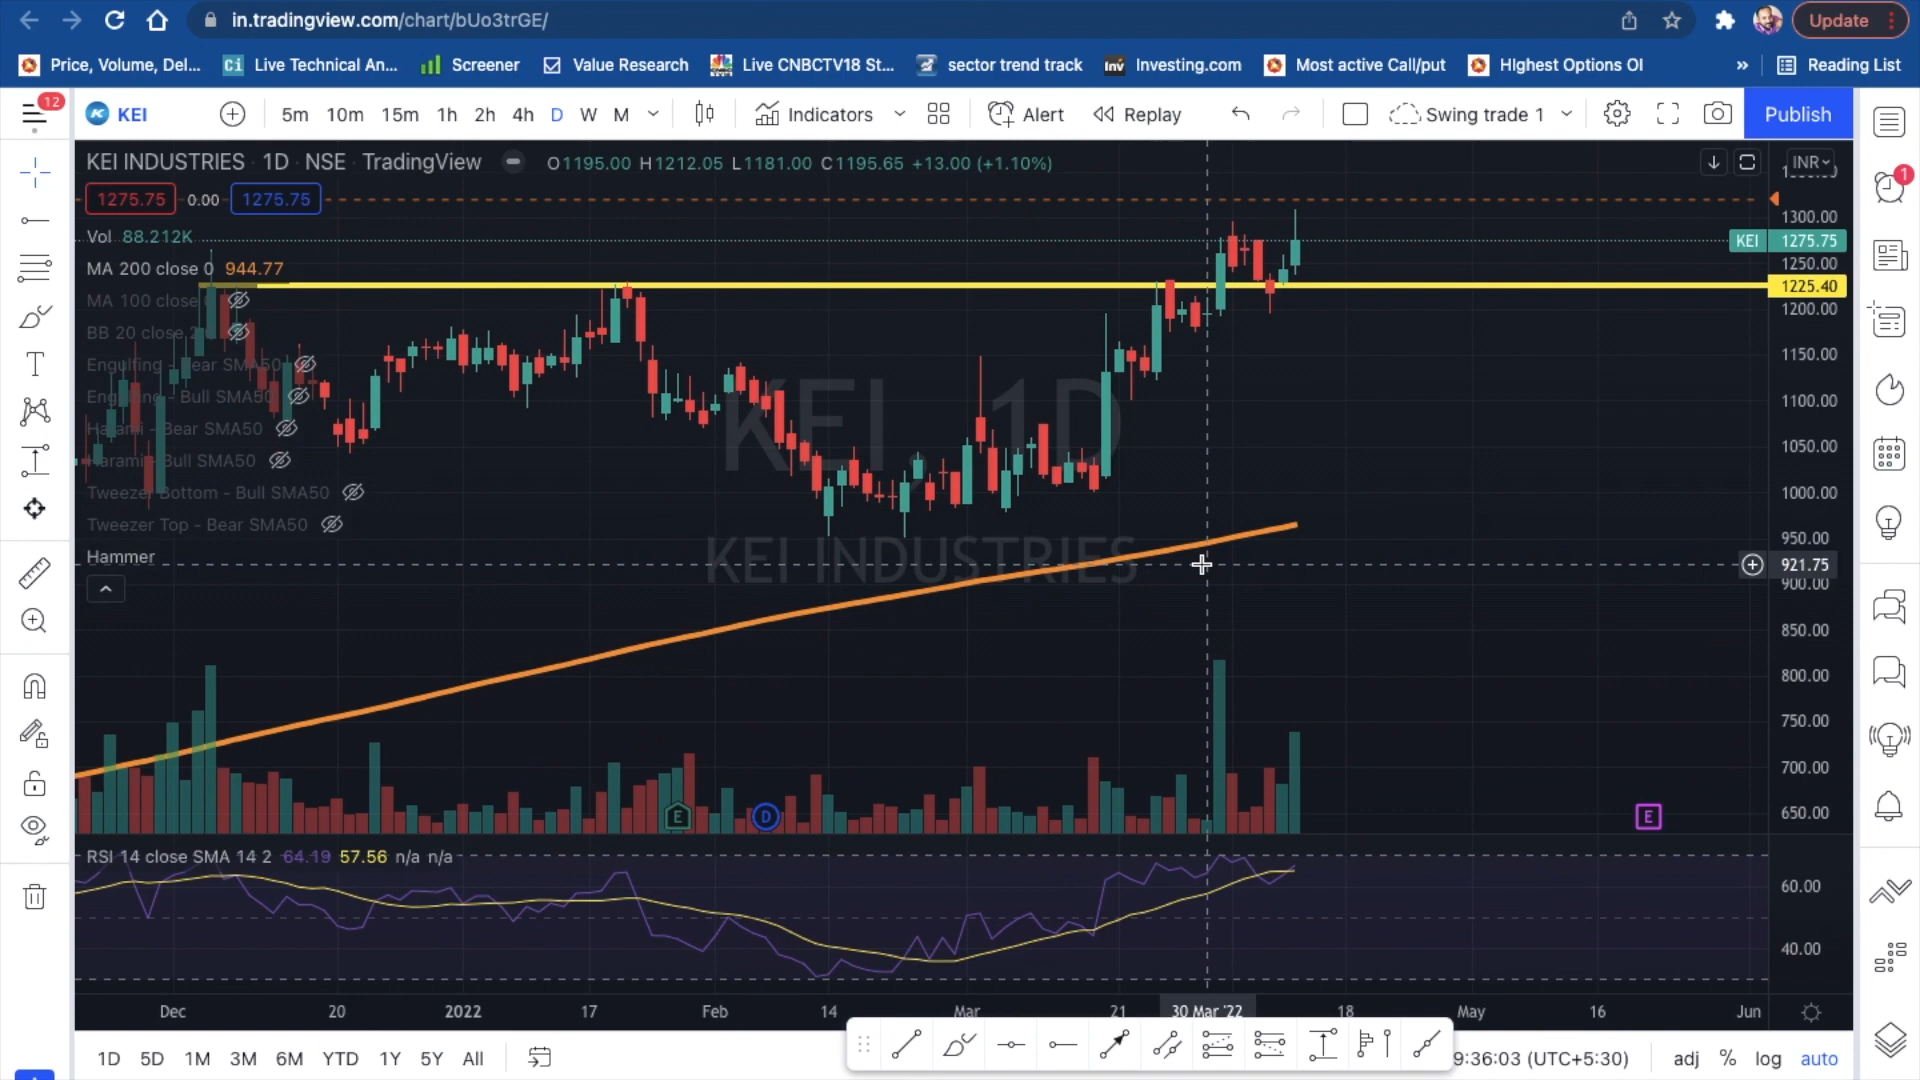 in.tradingview.com/chart/bUo3trGE/
Update
Price, Volume, Del...
Live Technical An...
Screener
Value Research
Live CNBCTV18 St...
sector trend track
Investing.com
Most active Call/put
HIghest Options OI
»
Reading List
12
KEI
5m 10m 15m 1h 2h 4h D W M
Indicators
Alert
Replay
Swing trade 1
Publish
KEI INDUSTRIES · 1D · NSE · TradingView
O1195.00 H1212.05 L1181.00 C1195.65 +13.00 (+1.10%)
INR
1275.75 0.00 1275.75
1
Vol 88.212K
MA 200 close 0 944.77
MA 100 close
BB 20 close 2
Engulfing - Bear SMA50
Engulfing - Bull SMA50
Harami - Bear SMA50
Harami - Bull SMA50
Tweezer Bottom - Bull SMA50
Tweezer Top - Bear SMA50
Hammer
KEI, 1D
KEI INDUSTRIES
1300.00
KEI 1275.75
1250.00
1225.40
1200.00
1150.00
1100.00
1050.00
1000.00
950.00
921.75
900.00
850.00
800.00
750.00
700.00
650.00
E D E
RSI 14 close SMA 14 2 64.19 57.56 n/a n/a
60.00
40.00
Dec 20 2022 17 Feb 14 Mar 21 30 Mar '22 18 May 16 Jun
1D 5D 1M 3M 6M YTD 1Y 5Y All
9:36:03 (UTC+5:30)
adj % log auto